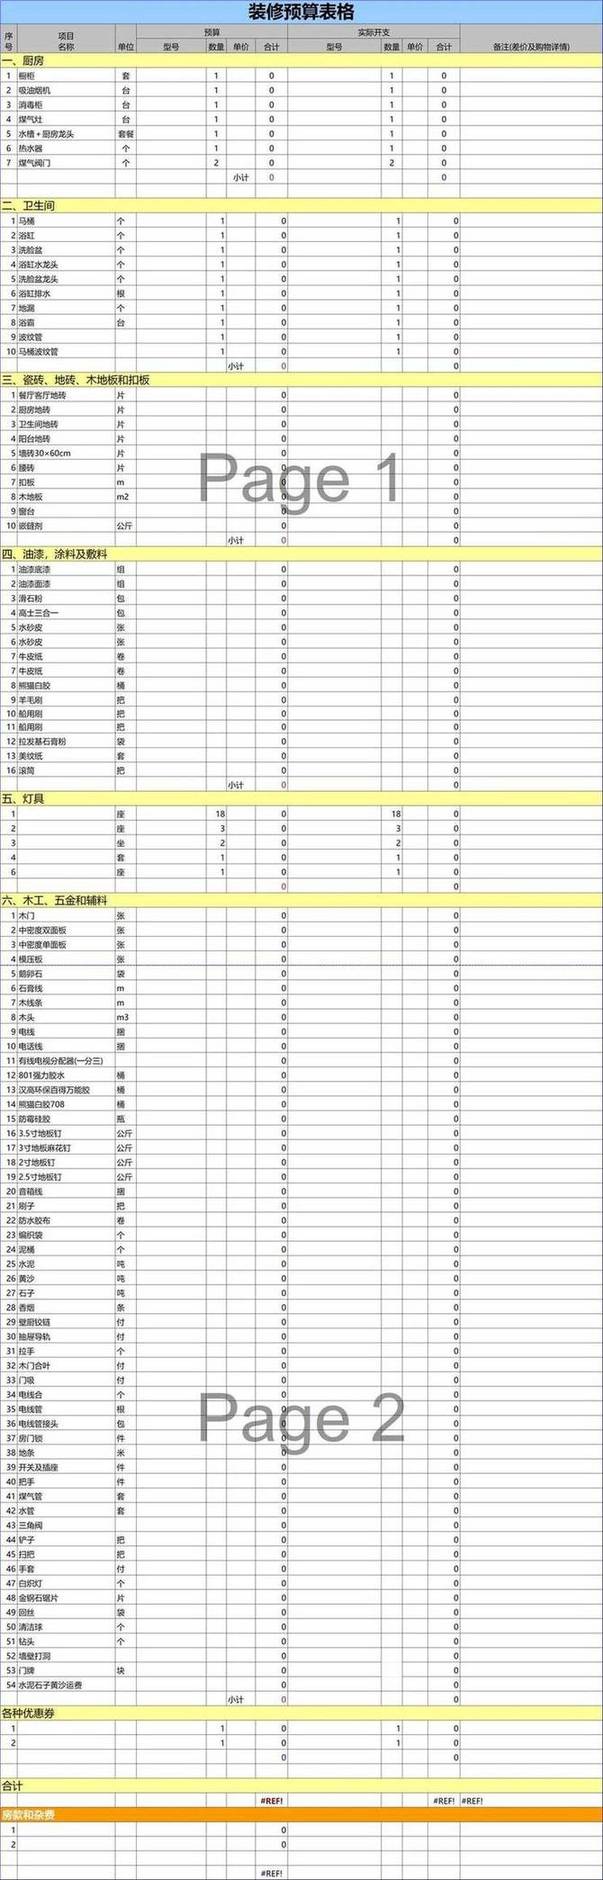 装修预算表格
序号 项目名称 单位 预算 实际开支 备注(差价及购物详情)
型号 数量 单价 合计 型号 数量 单价 合计
一、厨房
1 橱柜 套 1 0 1 0
2 吸油烟机 台 1 0 1 0
3 消毒柜 台 1 0 1 0
4 煤气灶 台 1 0 1 0
5 水槽+厨房龙头 套餐 1 0 1 0
6 热水器 个 1 0 1 0
7 煤气阀门 个 2 0 2 0
小计 0 0
二、卫生间
1 马桶 个 1 0 1 0
2 浴缸 个 1 0 1 0
3 洗脸盆 个 1 0 1 0
4 浴缸水龙头 个 1 0 1 0
5 洗脸盆龙头 个 1 0 1 0
6 浴缸排水 根 1 0 1 0
7 地漏 个 1 0 1 0
8 浴霸 台 1 0 1 0
9 波纹管 1 0 1 0
10 马桶波纹管 1 0 1 0
小计 0 0
三、瓷砖、地砖、木地板和扣板
1 餐厅客厅地砖 片 0 0
2 厨房地砖 片 0 0
3 卫生间地砖 片 0 0
4 阳台地砖 片 0 0
5 墙砖30×60cm 片 0 0
6 腰砖 片 0 0
Page 1
7 扣板 m 0 0
8 木地板 m2 0 0
9 窗台 0 0
10 嵌缝剂 公斤 0 0
小计 0 0
四、油漆，涂料及敷料
1 油漆底漆 组 0 0
2 油漆面漆 组 0 0
3 滑石粉 包 0 0
4 高士三合一 包 0 0
5 水砂皮 张 0 0
6 水砂皮 张 0 0
7 牛皮纸 卷 0 0
7 牛皮纸 卷 0 0
8 熊猫白胶 桶 0 0
9 羊毛刷 把 0 0
10 船用刷 把 0 0
11 船用刷 把 0 0
12 拉发基石膏粉 袋 0 0
13 美纹纸 套 0 0
16 滚筒 把 0 0
小计 0 0
五、灯具
1 座 18 0 18 0
2 座 3 0 3 0
3 坐 2 0 2 0
4 套 1 0 1 0
6 座 1 0 1 0
0 0
六、木工、五金和辅料
1 木门 张 0 0
2 中密度双面板 张 0 0
3 中密度单面板 张 0 0
4 模压板 张 0 0
5 鹅卵石 袋 0 0
6 石膏线 m 0 0
7 木线条 m 0 0
8 木头 m3 0 0
9 电线 捆 0 0
10 电话线 捆 0 0
11 有线电视分配器(一分三) 0 0
12 801强力胶水 桶 0 0
13 汉高环保百得万能胶 桶 0 0
14 熊猫白胶708 桶 0 0
15 防霉硅胶 瓶 0 0
16 3.5寸地板钉 公斤 0 0
17 3寸地板麻花钉 公斤 0 0
18 2寸地板钉 公斤 0 0
19 2.5寸地板钉 公斤 0 0
20 音箱线 捆 0 0
21 刷子 把 0 0
22 防水胶布 卷 0 0
23 编织袋 个 0 0
24 泥桶 个 0 0
25 水泥 吨 0 0
26 黄沙 吨 0 0
27 石子 吨 0 0
28 香烟 条 0 0
29 壁厨铰链 付 0 0
30 抽屉导轨 付 0 0
31 拉手 个 0 0
32 木门合叶 付 0 0
33 门吸 付 0 0
34 电线合 个 0 0
35 电线管 根 0 0
Page 2
36 电线管接头 包 0 0
37 房门锁 件 0 0
38 地条 米 0 0
39 开关及插座 件 0 0
40 把手 件 0 0
41 煤气管 套 0 0
42 水管 套 0 0
43 三角阀 0 0
44 铲子 把 0 0
45 扫把 把 0 0
46 手套 付 0 0
47 白炽灯 个 0 0
48 金钢石锯片 片 0 0
49 回丝 袋 0 0
50 清洁球 个 0 0
51 钻头 个 0 0
52 墙壁打洞 0 0
53 门牌 块 0 0
54 水泥石子黄沙运费 0 0
小计 0 0
各种优惠券
1 1 0 1 0
2 1 0 1 0
0 0
合计
#REF! #REF! #REF!
房款和杂费
1 0
2 0
#REF!